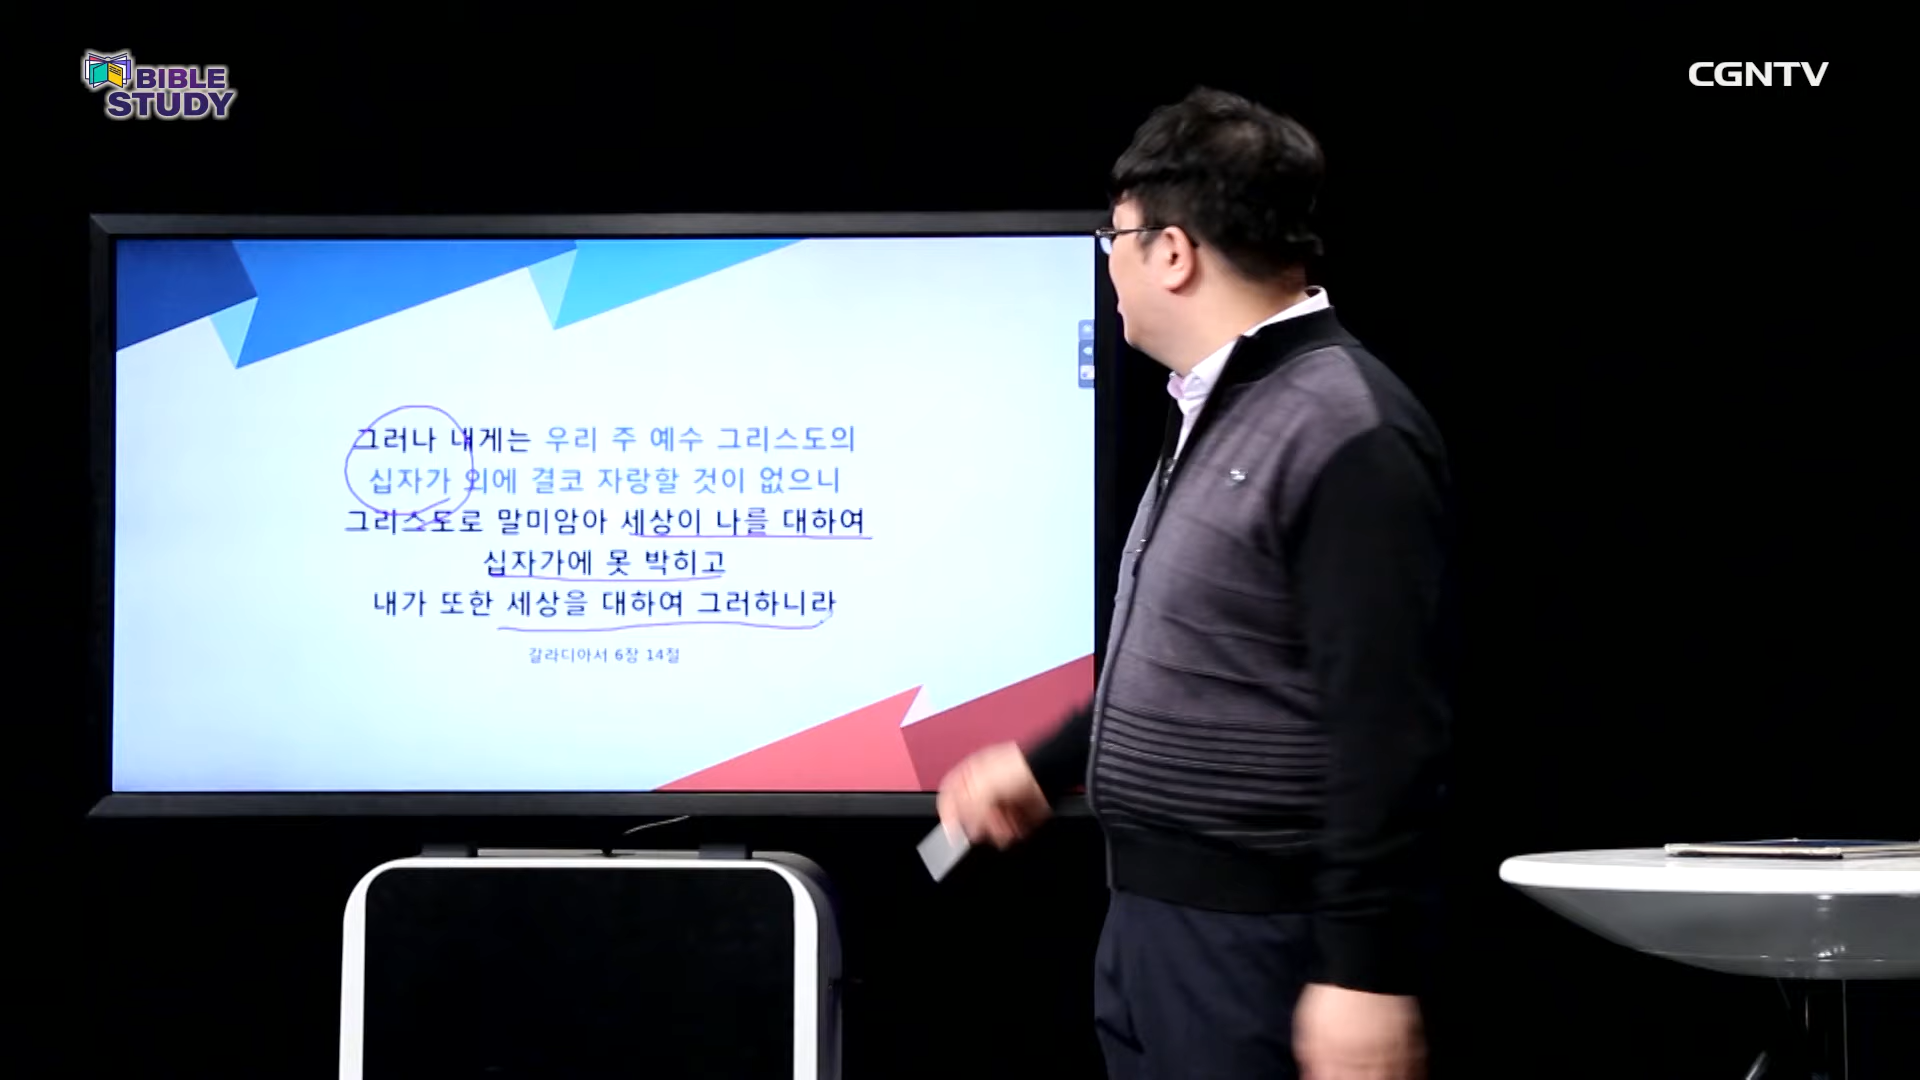 BIBLE
STUDY
CGNTV
그러나 내게는 우리 주 예수 그리스도의
십자가 외에 결코 자랑할 것이 없으니
그리스도로 말미암아 세상이 나를 대하여
십자가에 못 박히고
내가 또한 세상을 대하여 그러하니라
갈라디아서 6장 14절